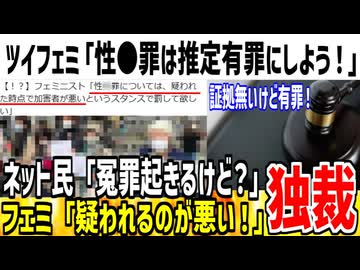 ツイフェミ「性●罪は推定有罪にしよう！」
【！？】フェミニスト「性■罪については、疑われ
た時点で加害者が悪いというスタンスで罰して欲し
い」
証拠無いけど有罪！
ネット民「冤罪起きるけど？」
フェミ「疑われるのが悪い！」
独裁